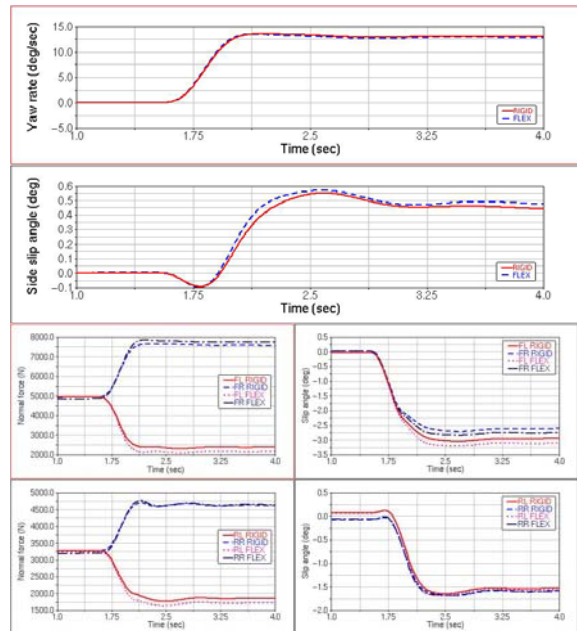 15.0
10.0
5.0
0.0
-5.0
Yaw rate (deg/sec)
RIGID
FLEX
1.0 1.75 2.5 3.25 4.0
Time (sec)
0.6
0.5
0.4
0.3
0.2
0.1
0
-0.1
Side slip angle (deg)
RIGID
FLEX
1.0 1.75 2.5 3.25 4.0
Time (sec)
8000.0
7000.0
6000.0
5000.0
4000.0
3000.0
2000.0
Normal force (N)
FL RIGID
FR RIGID
FL FLEX
FR FLEX
1.0 1.75 2.5 3.25 4.0
Time (sec)
0.5
0.0
-0.5
-1.0
-1.5
-2.0
-2.5
-3.0
-3.5
Slip angle (deg)
FL RIGID
FR RIGID
FL FLEX
FR FLEX
1.0 1.75 2.5 3.25 4.0
Time (sec)
5000.0
4500.0
4000.0
3500.0
3000.0
2500.0
2000.0
1500.0
Normal force (N)
RL RIGID
RR RIGID
RL FLEX
RR FLEX
1.0 1.75 2.5 3.25 4.0
Time (sec)
0.5
0.0
-0.5
-1.0
-1.5
-2.0
Slip angle (deg)
RL RIGID
RR RIGID
RL FLEX
RR FLEX
1.0 1.75 2.5 3.25 4.0
Time (sec)